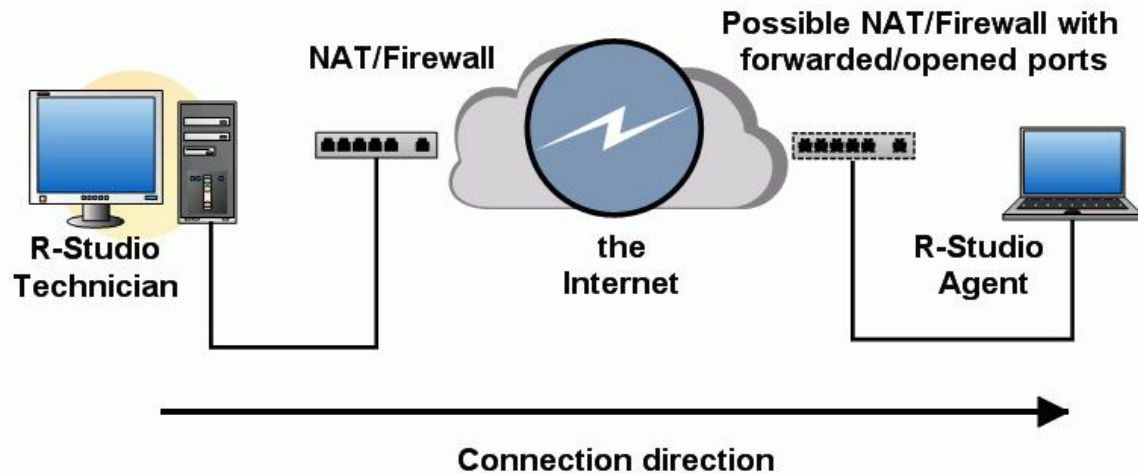 NAT/Firewall
Possible NAT/Firewall with
forwarded/opened ports
R-Studio
Technician
the
Internet
R-Studio
Agent
Connection direction